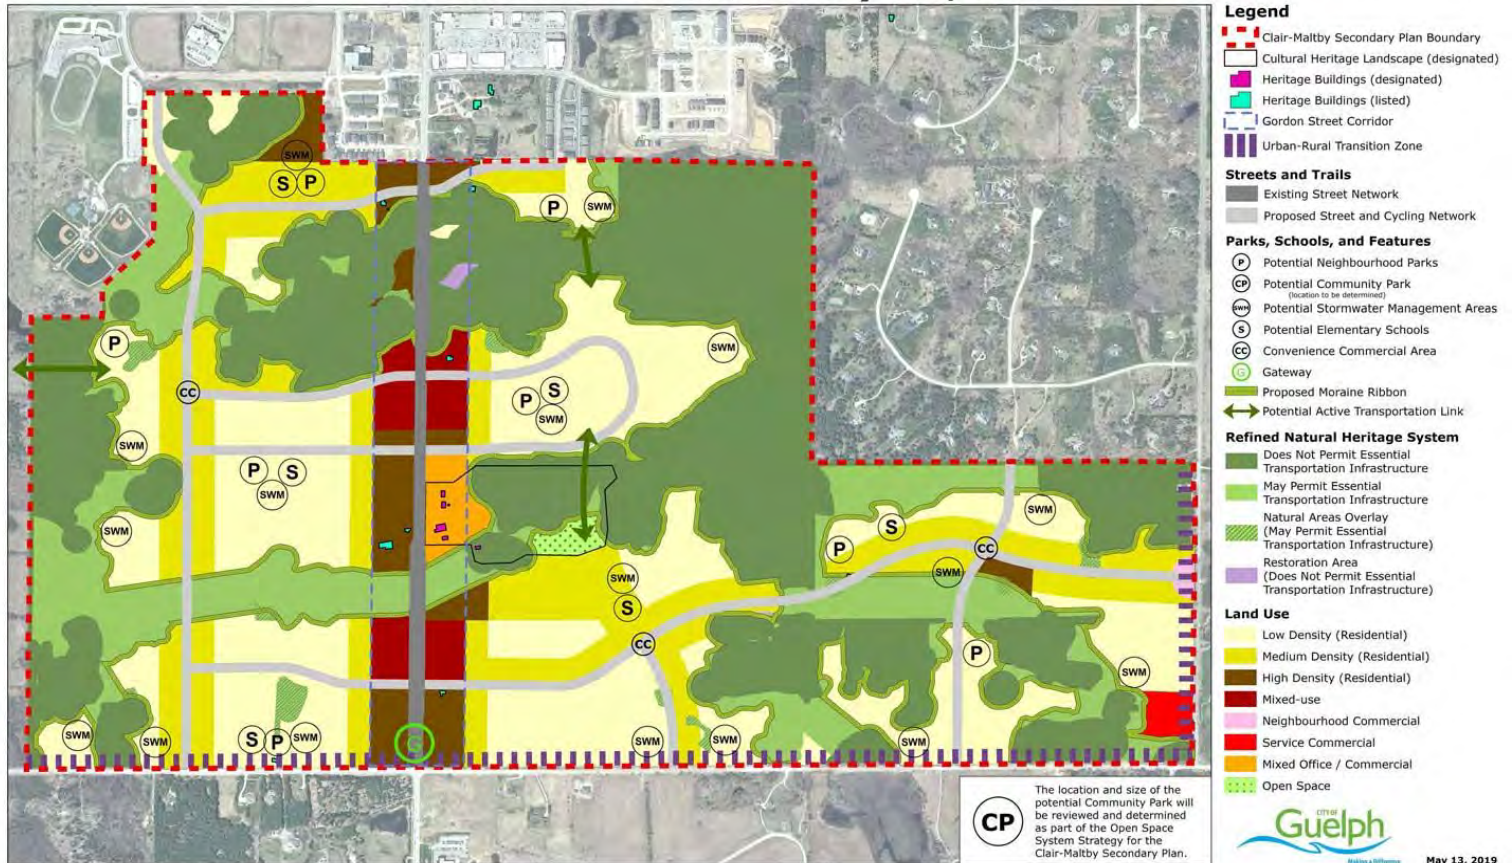 Legend
Clair-Maltby Secondary Plan Boundary
Cultural Heritage Landscape (designated)
Heritage Buildings (designated)
Heritage Buildings (listed)
Gordon Street Corridor
Urban-Rural Transition Zone
Streets and Trails
Existing Street Network
Proposed Street and Cycling Network
Parks, Schools, and Features
P Potential Neighbourhood Parks
CP Potential Community Park
(location to be determined)
SWM Potential Stormwater Management Areas
S Potential Elementary Schools
CC Convenience Commercial Area
G Gateway
Proposed Moraine Ribbon
Potential Active Transportation Link
Refined Natural Heritage System
Does Not Permit Essential
Transportation Infrastructure
May Permit Essential
Transportation Infrastructure
Natural Areas Overlay
(May Permit Essential
Transportation Infrastructure)
Restoration Area
(Does Not Permit Essential
Transportation Infrastructure)
Land Use
Low Density (Residential)
Medium Density (Residential)
High Density (Residential)
Mixed-use
Neighbourhood Commercial
Service Commercial
Mixed Office / Commercial
Open Space
CITY OF
Guelph
Making a Difference
May 13, 2019
SWM
S P
P SWM
P
SWM
CC
P S
SWM
SWM
P S
SWM
SWM
SWM
S
P
SWM
CC
SWM
SWM
S
CC
P
SWM
SWM
SWM
S P SWM
G
SWM
SWM
SWM
CP
The location and size of the
potential Community Park will
be reviewed and determined
as part of the Open Space
System Strategy for the
Clair-Maltby Secondary Plan.